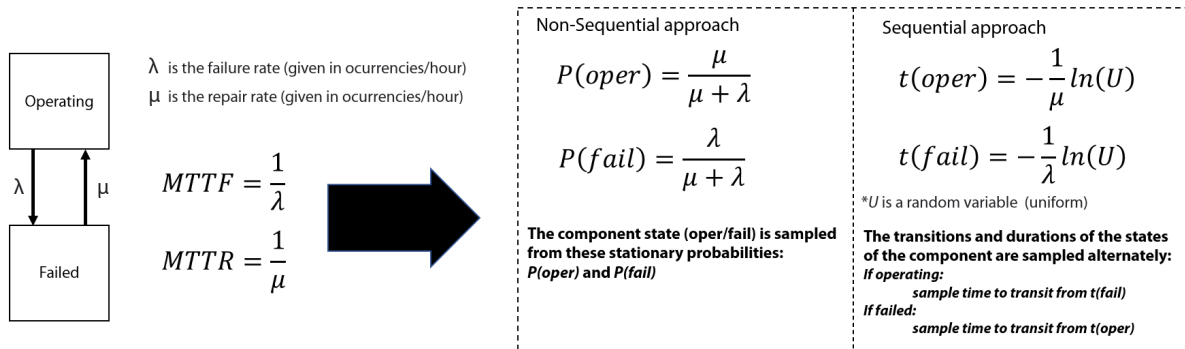 Operating
λ
μ
Failed
λ is the failure rate (given in ocurrencies/hour)
μ is the repair rate (given in ocurrencies/hour)
MTTF = 1/λ
MTTR = 1/μ
Non-Sequential approach
P(oper) = μ/(μ + λ)
P(fail) = λ/(μ + λ)
The component state (oper/fail) is sampled
from these stationary probabilities:
P(oper) and P(fail)
Sequential approach
t(oper) = −1/μ ln(U)
t(fail) = −1/λ ln(U)
*U is a random variable (uniform)
The transitions and durations of the states
of the component are sampled alternately:
If operating:
sample time to transit from t(fail)
If failed:
sample time to transit from t(oper)